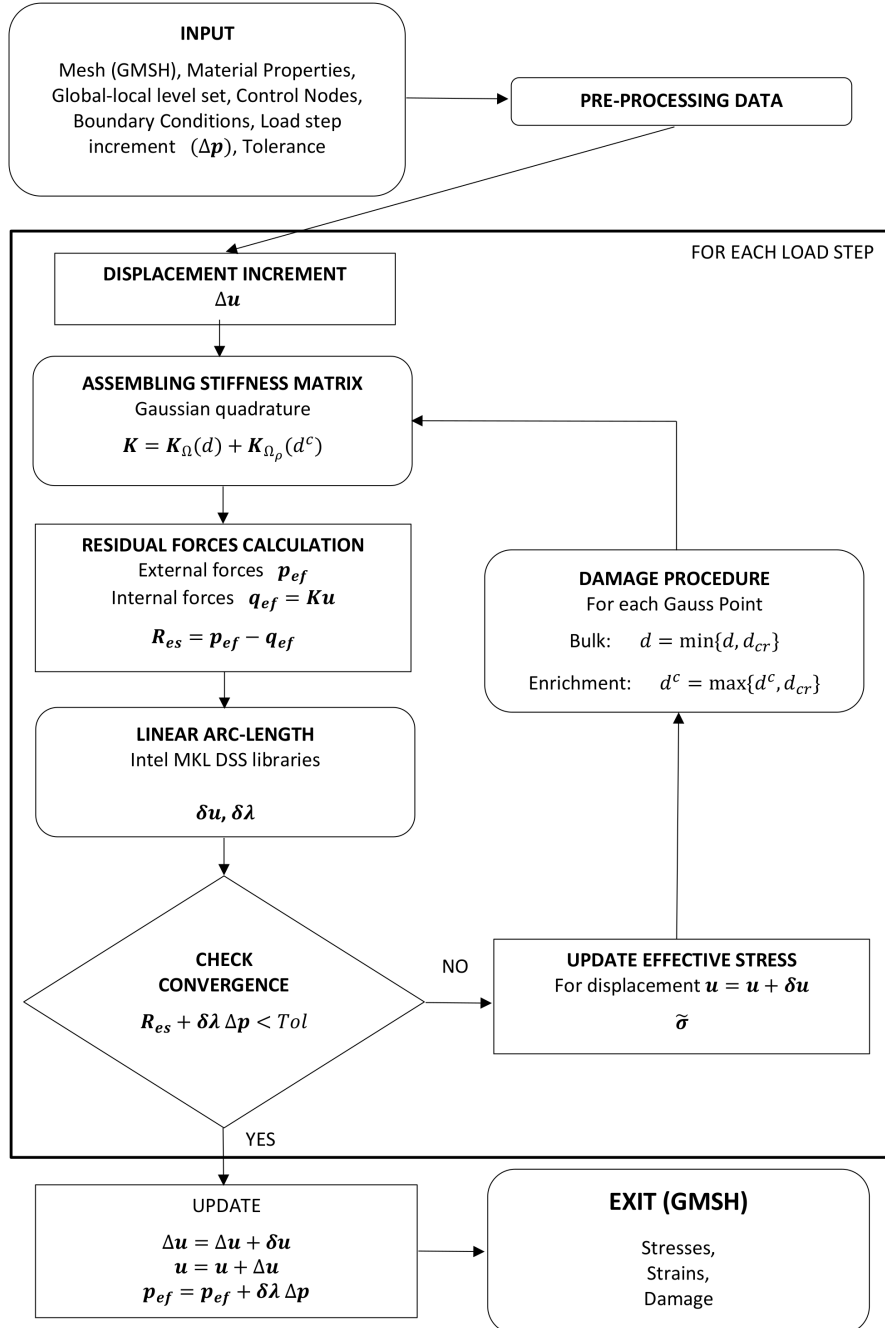 INPUT
Mesh (GMSH), Material Properties,
Global-local level set, Control Nodes,
Boundary Conditions, Load step
increment (Δp), Tolerance
PRE-PROCESSING DATA
FOR EACH LOAD STEP
DISPLACEMENT INCREMENT
Δu
ASSEMBLING STIFFNESS MATRIX
Gaussian quadrature
K = K_Ω(d) + K_{Ω_ρ}(d^c)
RESIDUAL FORCES CALCULATION
External forces p_ef
Internal forces q_ef = Ku
R_es = p_ef − q_ef
LINEAR ARC-LENGTH
Intel MKL DSS libraries
δu, δλ
CHECK
CONVERGENCE
R_es + δλ Δp < Tol
NO
UPDATE EFFECTIVE STRESS
For displacement u = u + δu
σ̃
DAMAGE PROCEDURE
For each Gauss Point
Bulk: d = min{d, d_cr}
Enrichment: d^c = max{d^c, d_cr}
YES
UPDATE
Δu = Δu + δu
u = u + Δu
p_ef = p_ef + δλ Δp
EXIT (GMSH)
Stresses,
Strains,
Damage